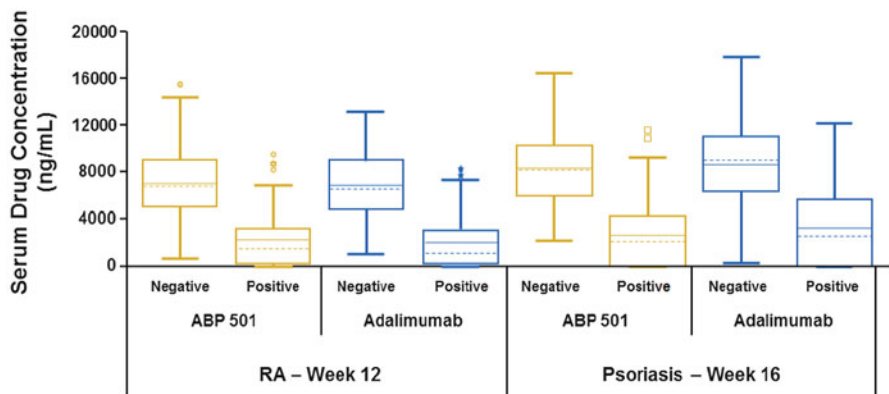 Serum Drug Concentration
(ng/mL)
20000
16000
12000
8000
4000
0
Negative Positive Negative Positive Negative Positive Negative Positive
ABP 501 Adalimumab ABP 501 Adalimumab
RA – Week 12 Psoriasis – Week 16